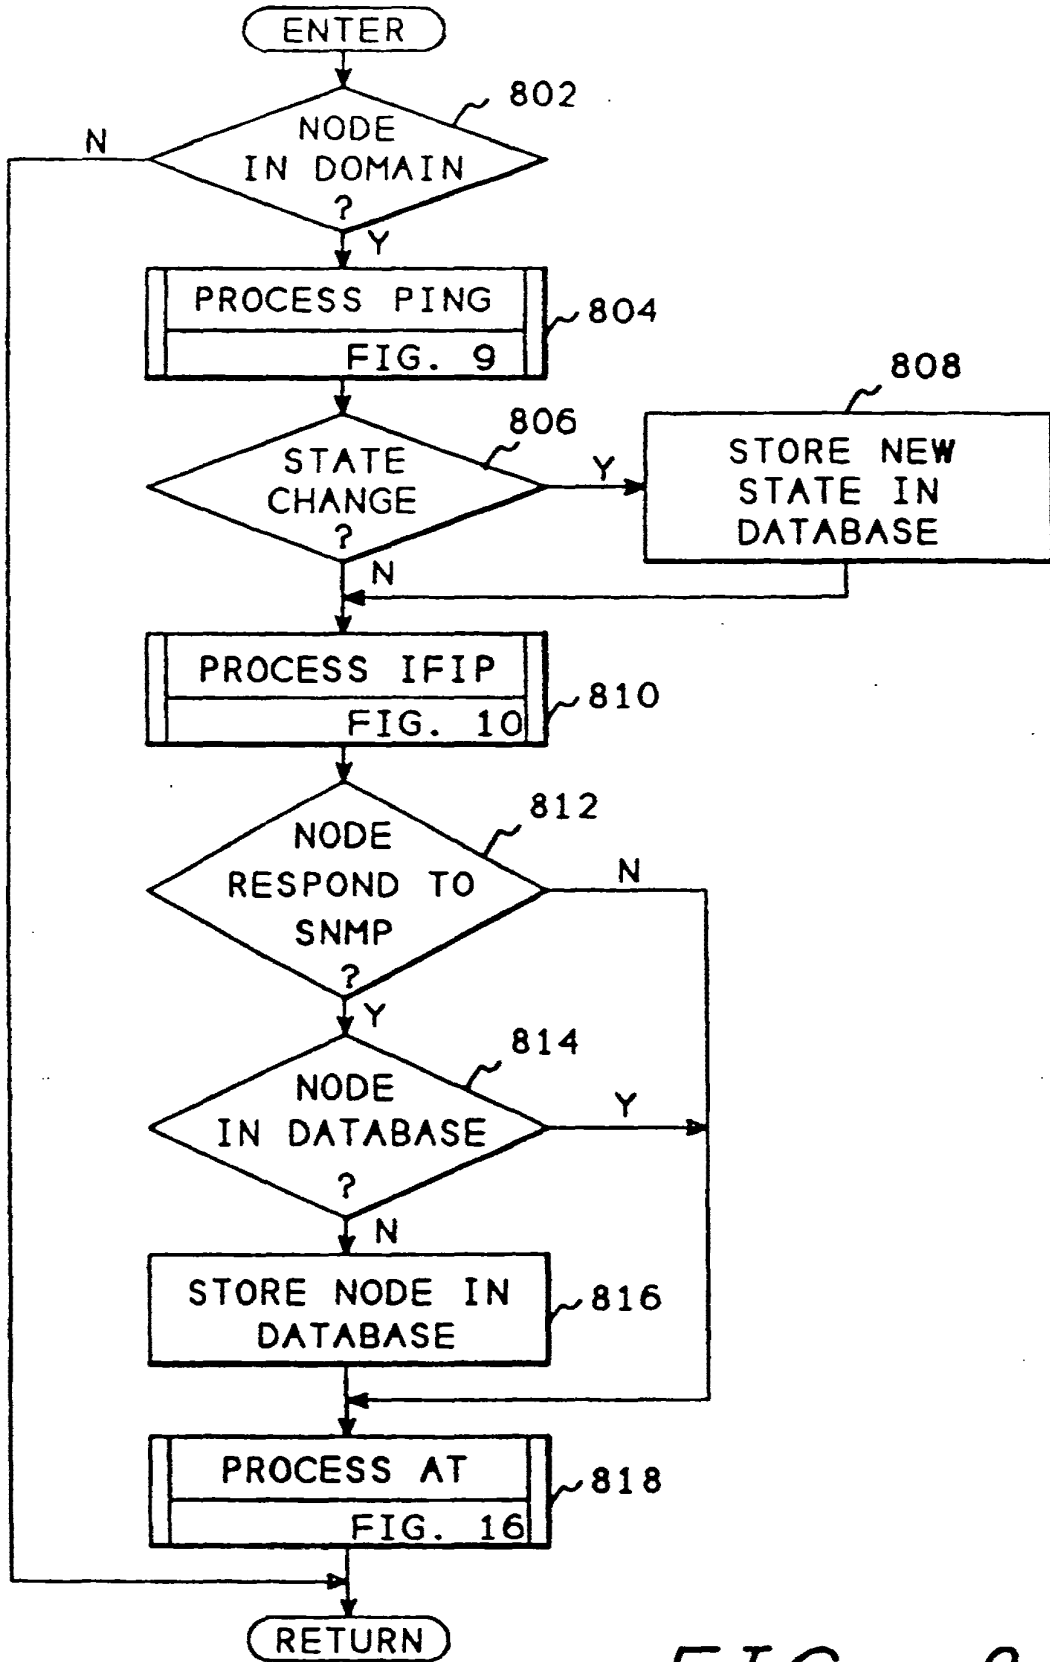 ENTER
802
NODE
IN DOMAIN
?
N
Y
PROCESS PING
FIG. 9
804
806
STATE
CHANGE
?
Y
N
808
STORE NEW
STATE IN
DATABASE
PROCESS IFIP
FIG. 10
810
812
NODE
RESPOND TO
SNMP
?
N
Y
814
NODE
IN DATABASE
?
Y
N
STORE NODE IN
DATABASE
816
PROCESS AT
FIG. 16
818
RETURN
FIG.